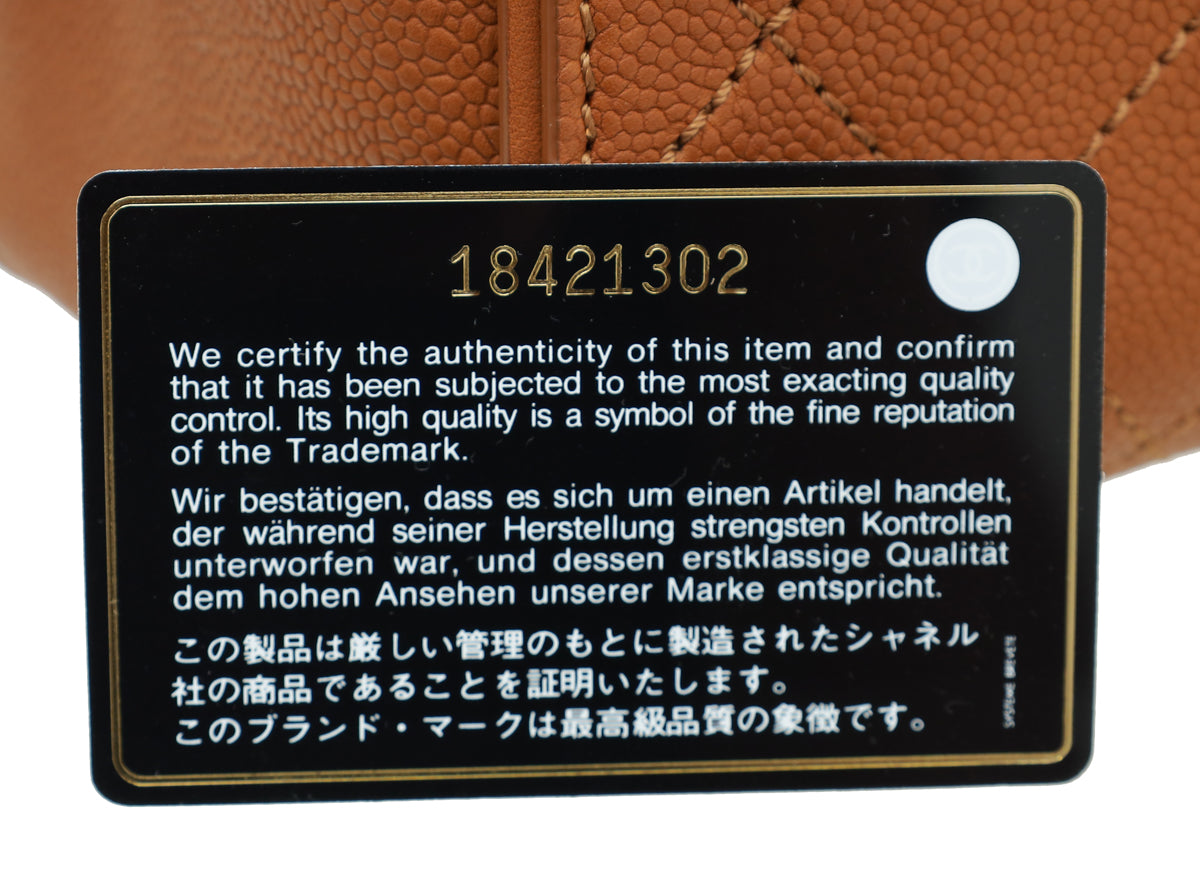 18421302
We certify the authenticity of this item and confirm
that it has been subjected to the most exacting quality
control. Its high quality is a symbol of the fine reputation
of the Trademark.
Wir bestätigen, dass es sich um einen Artikel handelt,
der während seiner Herstellung strengsten Kontrollen
unterworfen war, und dessen erstklassige Qualität
dem hohen Ansehen unserer Marke entspricht.
この製品は厳しい管理のもとに製造されたシャネル
社の商品であることを証明いたします。
このブランド・マークは最高級品質の象徴です。
SYSTEME BREVETE